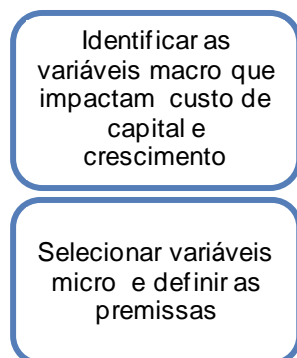 Identificar as
variáveis macro que
impactam custo de
capital e
crescimento
Selecionar variáveis
micro e definir as
premissas